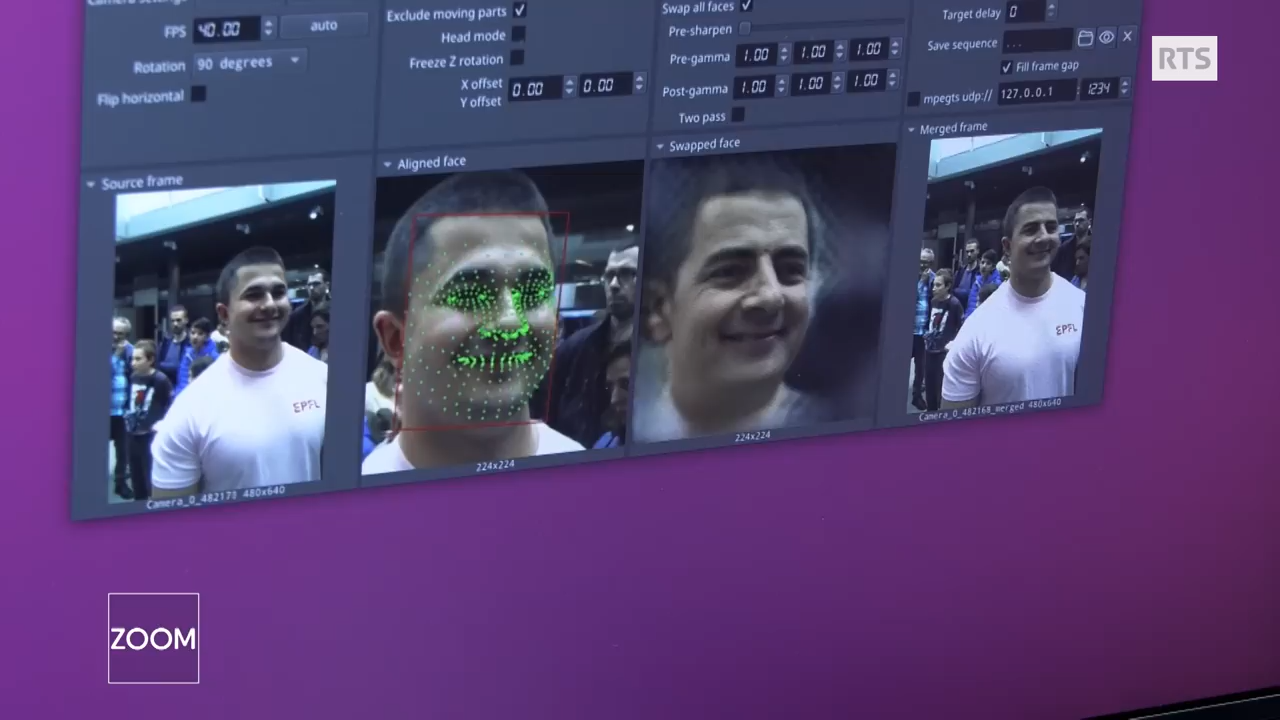 FPS 40.00 auto
Rotation 90 degrees
Flip horizontal
Exclude moving parts
Head mode
Freeze Z rotation
X offset
Y offset
0.00 0.00
Swap all faces
Pre-sharpen
Pre-gamma 1.00 1.00 1.00
Post-gamma 1.00 1.00 1.00
Two pass
Target delay 0
Save sequence ...
Fill frame gap
mpegts udp:// 127.0.0.1 : 1234
RTS
Source frame
Aligned face
Swapped face
Merged frame
EPFL
EPFL
Camera_0_482170 480x640
224x224
224x224
Camera_0_482168_merged 480x640
ZOOM